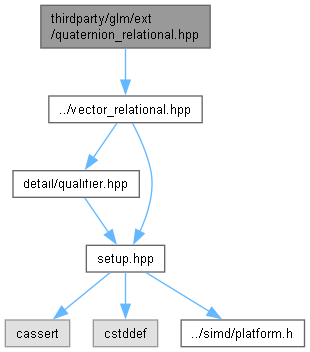 thirdparty/glm/ext
/quaternion_relational.hpp
../vector_relational.hpp
detail/qualifier.hpp
setup.hpp
cassert
cstddef
../simd/platform.h